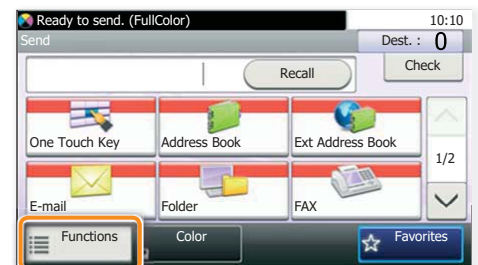 Ready to send. (FullColor) 10:10
Send Dest. : 0
Recall Check
One Touch Key Address Book Ext Address Book
1/2
E-mail Folder FAX
Functions Color Favorites